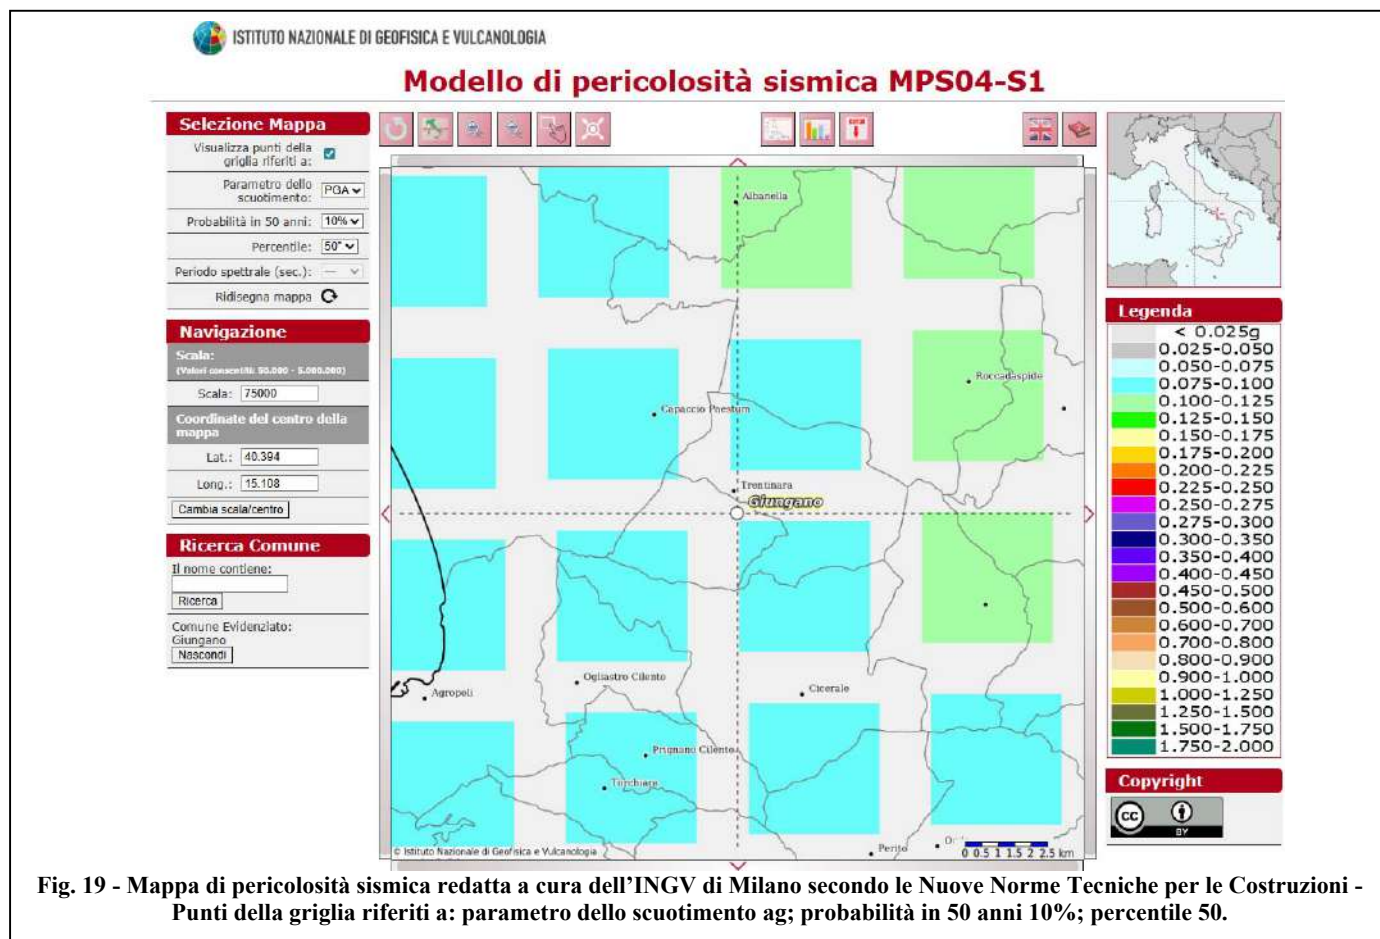 ISTITUTO NAZIONALE DI GEOFISICA E VULCANOLOGIA
Modello di pericolosità sismica MPS04-S1
Selezione Mappa
Visualizza punti della
griglia riferiti a:
Parametro dello
scuotimento: PGA
Probabilità in 50 anni: 10%
Percentile: 50°
Periodo spettrale (sec.): ---
Ridisegna mappa
Navigazione
Scala:
(Valori consentiti: 50.000 - 5.000.000)
Scala: 75000
Coordinate del centro della
mappa
Lat.: 40.394
Long.: 15.108
Cambia scala/centro
Ricerca Comune
Il nome contiene:
Ricerca
Comune Evidenziato:
Giungano
Nascondi
Albanella
Roccadaspide
Capaccio Paestum
Trentinara
Giungano
Ogliastro Cilento
Cicerale
Agropoli
Prignano Cilento
Torchiara
Perito
© Istituto Nazionale di Geofisica e Vulcanologia
0 0.5 1 1.5 2 2.5 km
Legenda
< 0.025g
0.025-0.050
0.050-0.075
0.075-0.100
0.100-0.125
0.125-0.150
0.150-0.175
0.175-0.200
0.200-0.225
0.225-0.250
0.250-0.275
0.275-0.300
0.300-0.350
0.350-0.400
0.400-0.450
0.450-0.500
0.500-0.600
0.600-0.700
0.700-0.800
0.800-0.900
0.900-1.000
1.000-1.250
1.250-1.500
1.500-1.750
1.750-2.000
Copyright
CC
BY
Fig. 19 - Mappa di pericolosità sismica redatta a cura dell'INGV di Milano secondo le Nuove Norme Tecniche per le Costruzioni -
Punti della griglia riferiti a: parametro dello scuotimento ag; probabilità in 50 anni 10%; percentile 50.